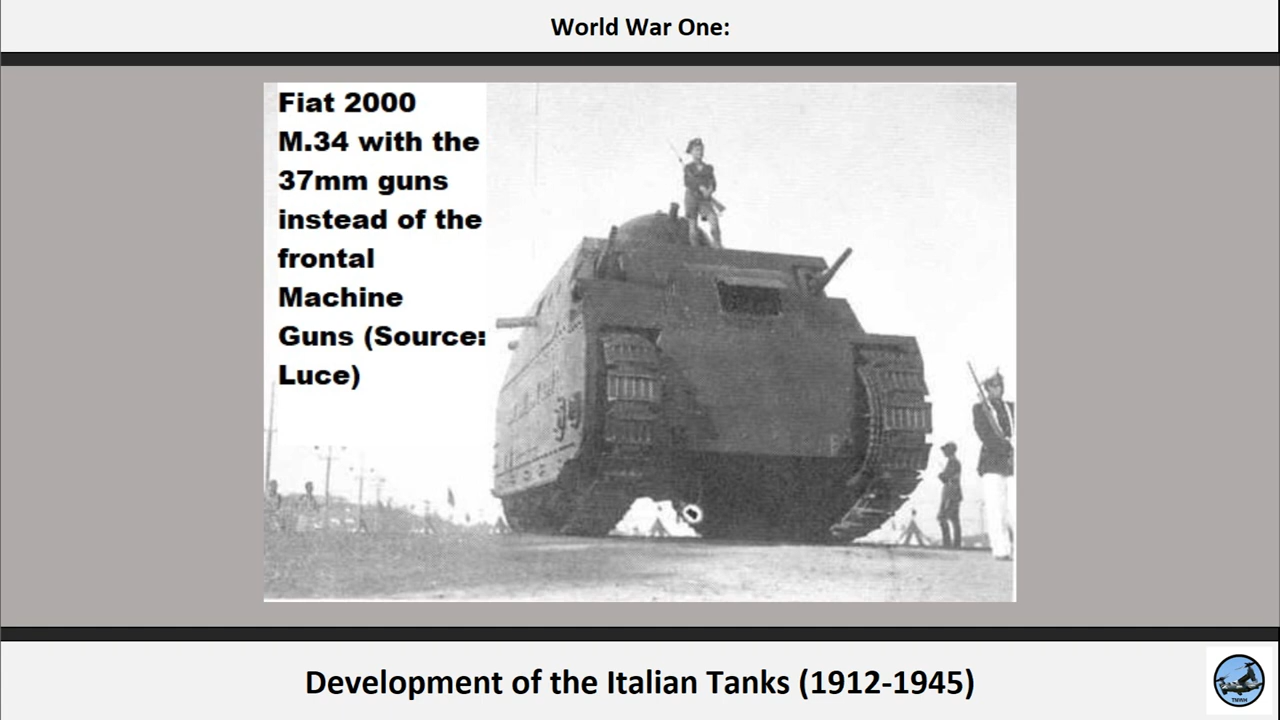 World War One:
Fiat 2000
M.34 with the
37mm guns
instead of the
frontal
Machine
Guns (Source:
Luce)
Development of the Italian Tanks (1912-1945)